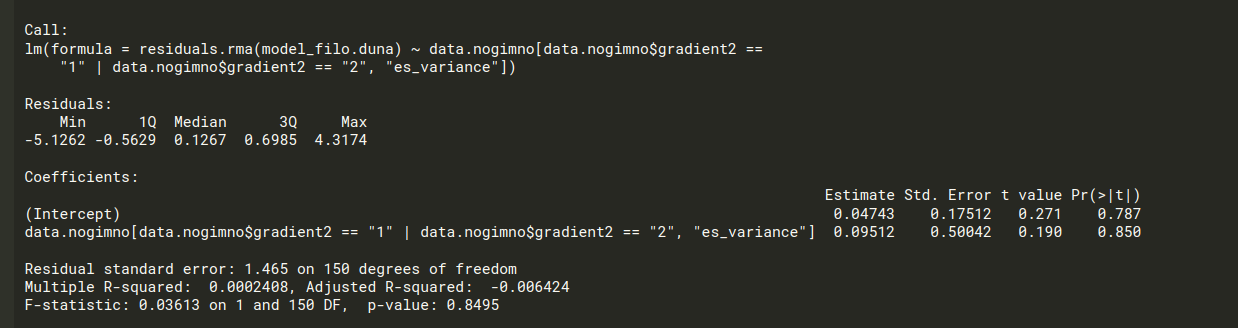 Call:
lm(formula = residuals.rma(model_filo.duna) ~ data.nogimno[data.nogimno$gradient2 ==
    "1" | data.nogimno$gradient2 == "2", "es_variance"])
Residuals:
    Min      1Q  Median      3Q     Max
-5.1262 -0.5629  0.1267  0.6985  4.3174
Coefficients:
                                                                                         Estimate Std. Error t value Pr(>|t|)
(Intercept)                                                                               0.04743    0.17512   0.271    0.787
data.nogimno[data.nogimno$gradient2 == "1" | data.nogimno$gradient2 == "2", "es_variance"]  0.09512    0.50042   0.190    0.850
Residual standard error: 1.465 on 150 degrees of freedom
Multiple R-squared:  0.0002408, Adjusted R-squared:  -0.006424
F-statistic: 0.03613 on 1 and 150 DF,  p-value: 0.8495